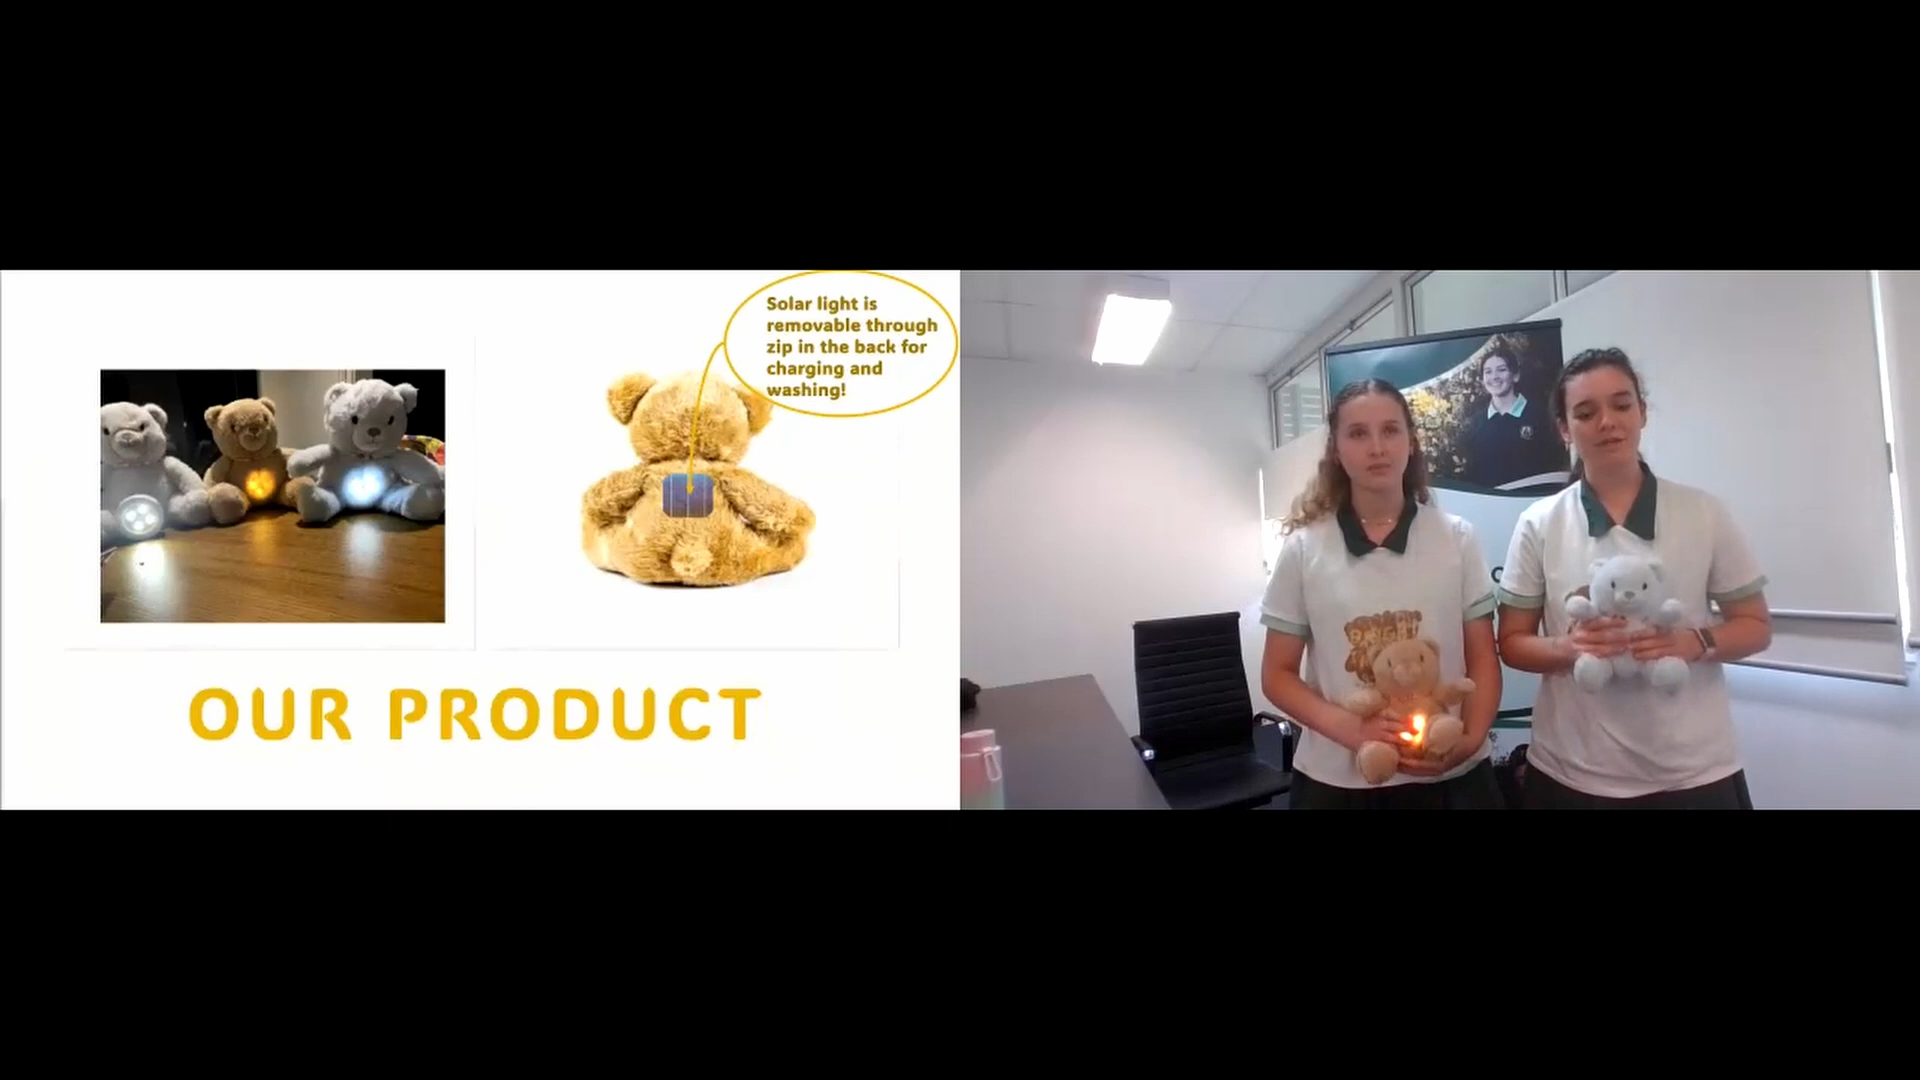 Solar light is
removable through
zip in the back for
charging and
washing!
OUR PRODUCT